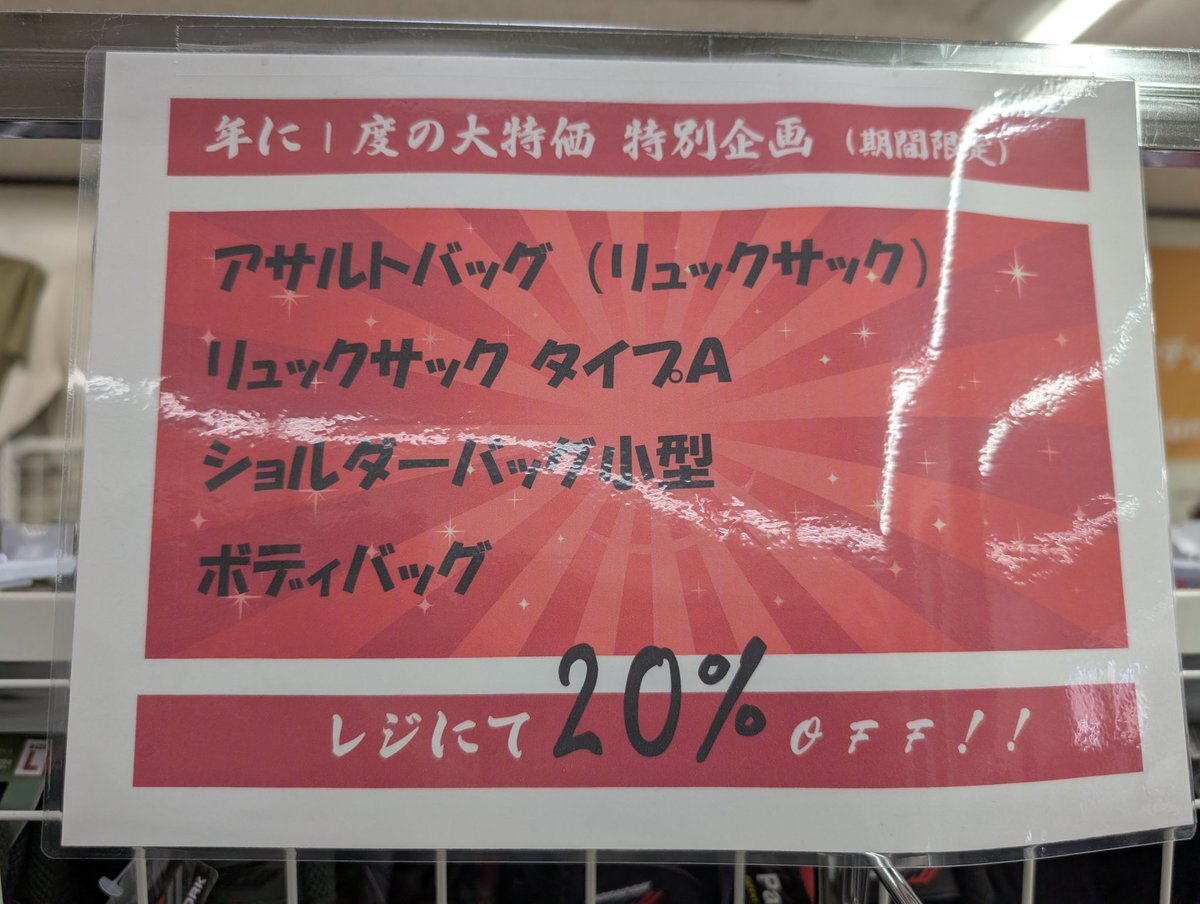 年に1度の大特価 特別企画 (期間限定)
アサルトバッグ (リュックサック)
リュックサック タイプA
ショルダーバッグ小型
ボディバッグ
レジにて20%OFF!!
L